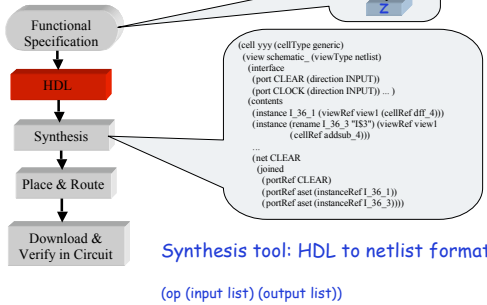 Z
Functional
Specification
HDL
Synthesis
Place & Route
Download &
Verify in Circuit
(cell yyy (cellType generic)
(view schematic_ (viewType netlist)
(interface
(port CLEAR (direction INPUT))
(port CLOCK (direction INPUT)) ... )
(contents
(instance I_36_1 (viewRef view1 (cellRef dff_4)))
(instance (rename I_36_3 "I$3") (viewRef view1
(cellRef addsub_4)))
...
(net CLEAR
(joined
(portRef CLEAR)
(portRef aset (instanceRef I_36_1))
(portRef aset (instanceRef I_36_3))))
Synthesis tool: HDL to netlist format
(op (input list) (output list))